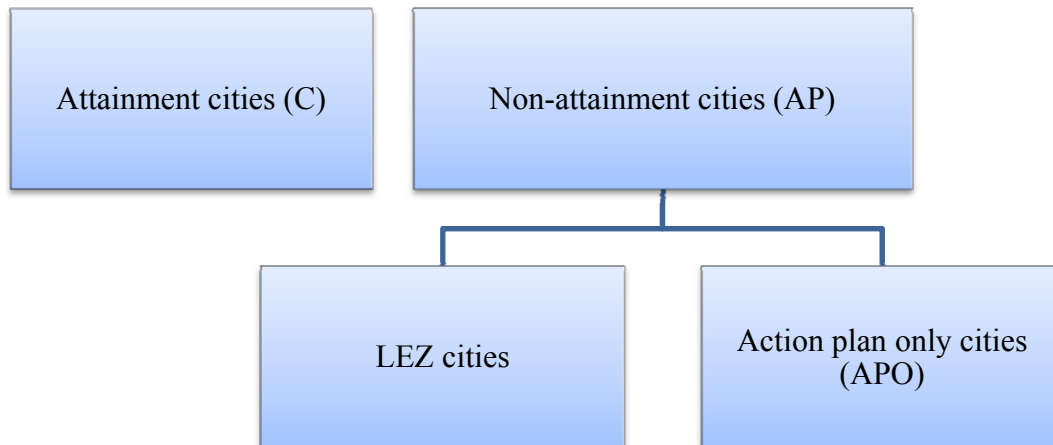 Attainment cities (C)
Non-attainment cities (AP)
LEZ cities
Action plan only cities
(APO)